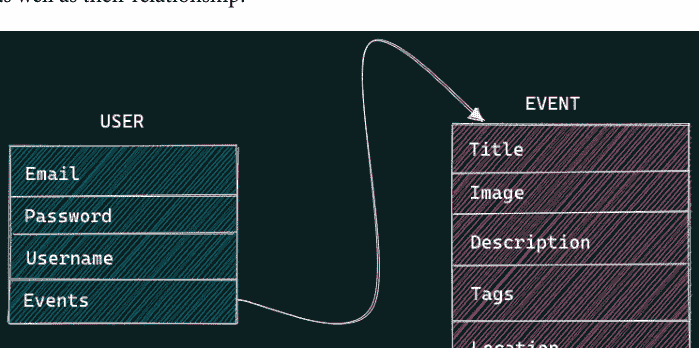 as well as their relationship.
USER
Email
Password
Username
Events
EVENT
Title
Image
Description
Tags
Location